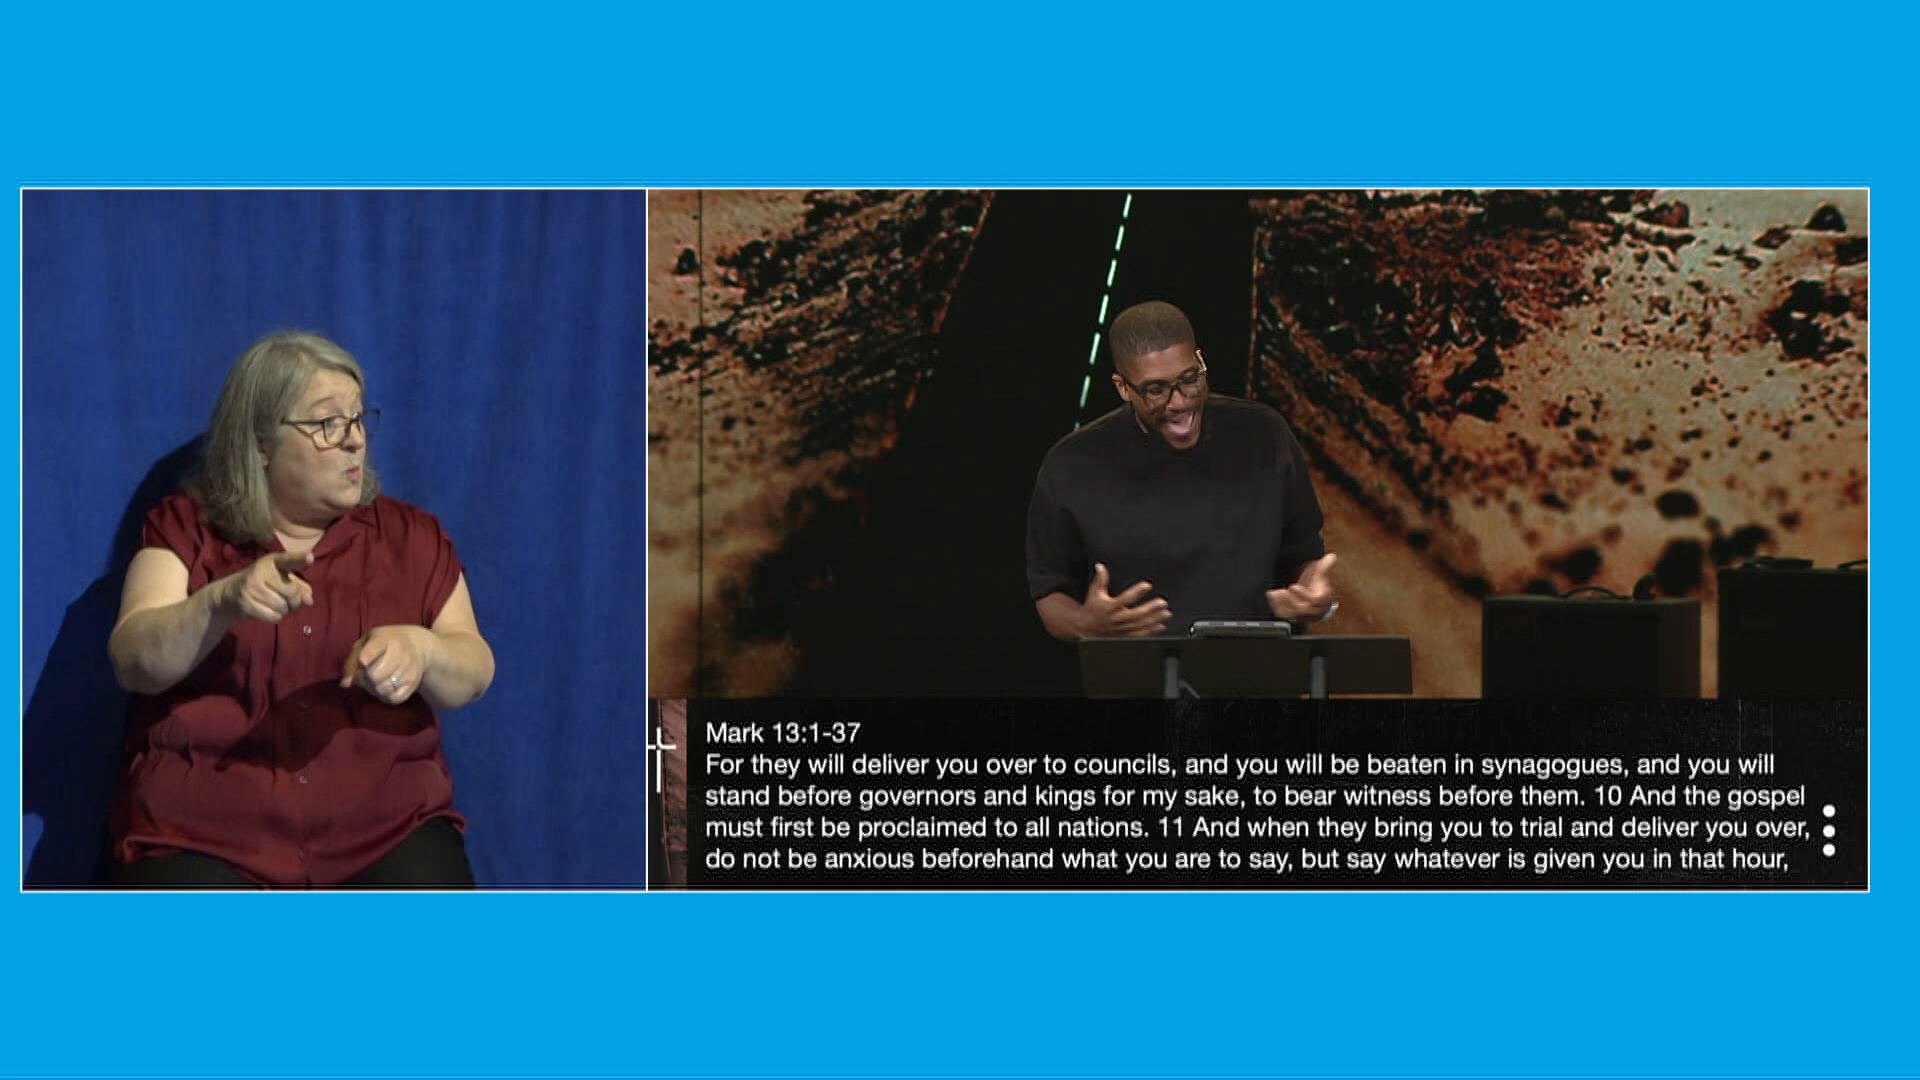 Mark 13:1-37
For they will deliver you over to councils, and you will be beaten in synagogues, and you will
stand before governors and kings for my sake, to bear witness before them. 10 And the gospel
must first be proclaimed to all nations. 11 And when they bring you to trial and deliver you over,
do not be anxious beforehand what you are to say, but say whatever is given you in that hour,